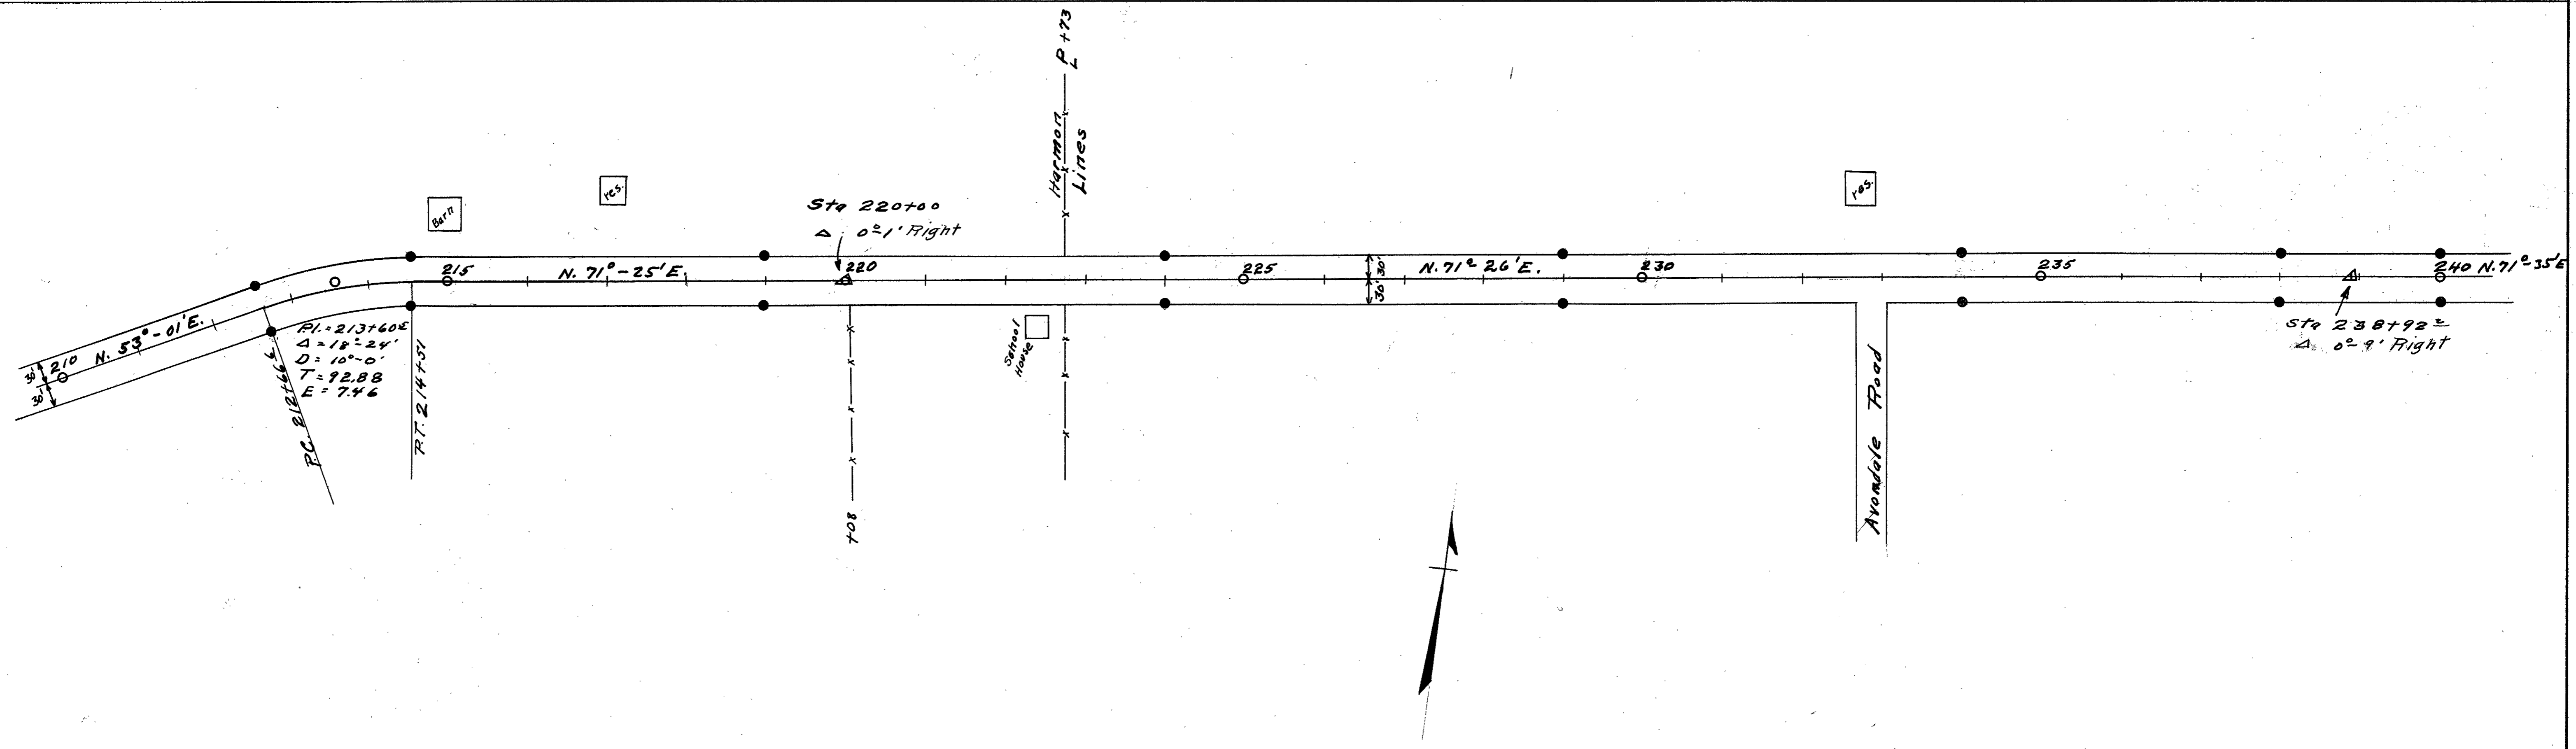 P L +73
Harmon
Lines
Barn
res.
Sta 220+00
Δ 0°-1' Right
res.
215
N. 71°-25' E.
220
225
30' 30'
N. 71° 26' E.
230
235
240 N. 71°-35' E
N. 53°-01' E.
210
30'
30'
P.I. = 213+60
Δ = 18°-24'
D = 10°-0'
T = 92.88
E = 7.46
P.C. 212+66.6
P.T. 214+51
School
House
Sta 238+92
Δ 0°-9' Right
Avondale Road
+08